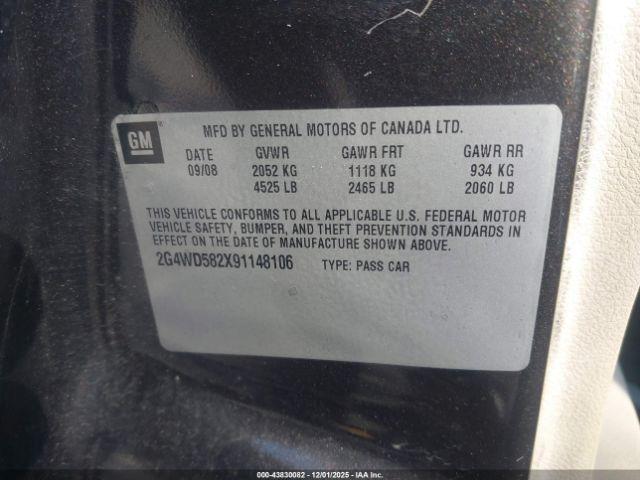 GM
MFD BY GENERAL MOTORS OF CANADA LTD.
DATE GVWR GAWR FRT GAWR RR
09/08 2052 KG 1118 KG 934 KG
4525 LB 2465 LB 2060 LB
THIS VEHICLE CONFORMS TO ALL APPLICABLE U.S. FEDERAL MOTOR
VEHICLE SAFETY, BUMPER, AND THEFT PREVENTION STANDARDS IN
EFFECT ON THE DATE OF MANUFACTURE SHOWN ABOVE.
2G4WD582X91148106 TYPE: PASS CAR
000-43830082 - 12/01/2025 - IAA Inc.